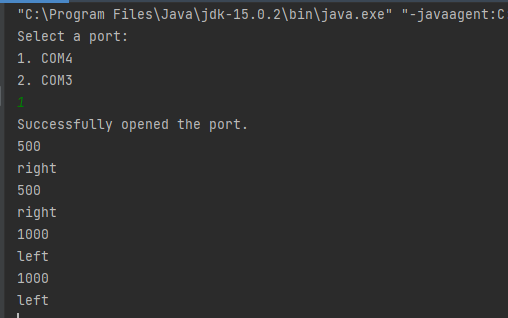 "C:\Program Files\Java\jdk-15.0.2\bin\java.exe" "-javaagent:C
Select a port:
1. COM4
2. COM3
1
Successfully opened the port.
500
right
500
right
1000
left
1000
left